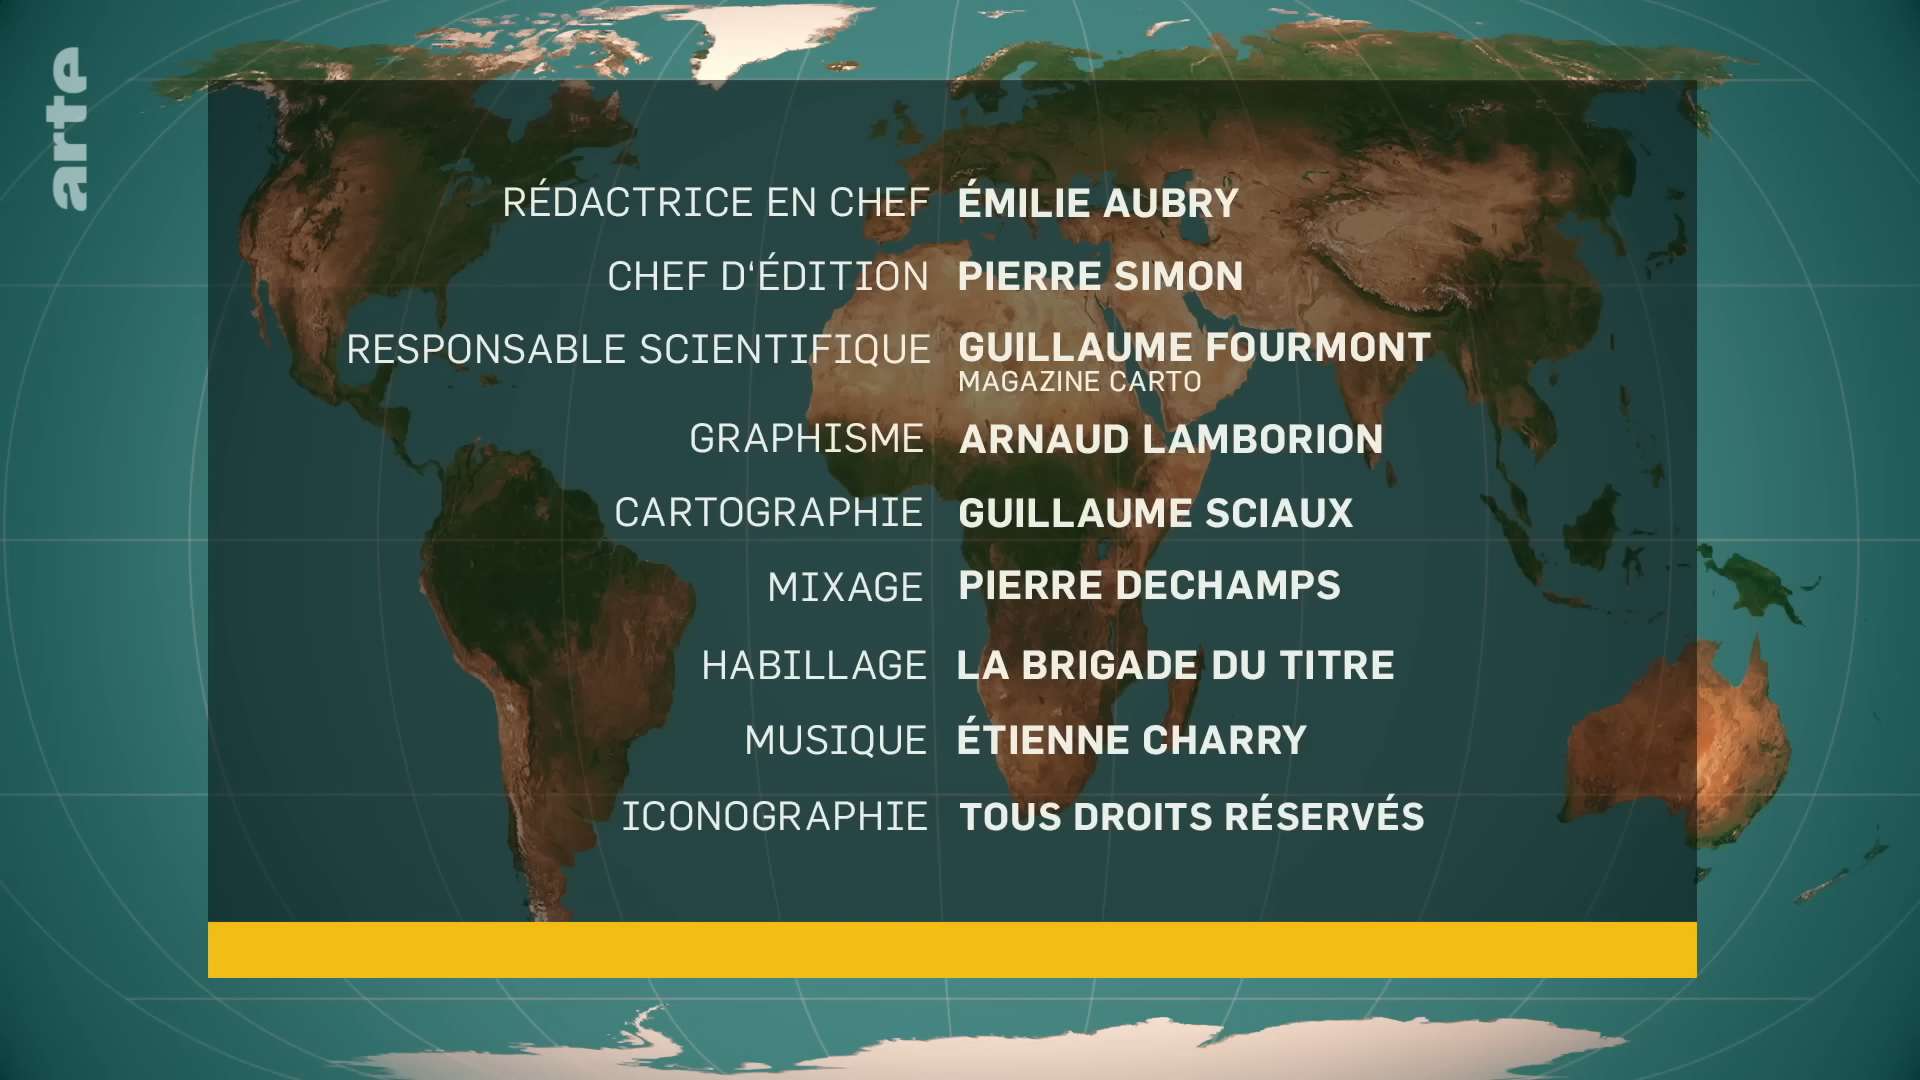 arte
RÉDACTRICE EN CHEF ÉMILIE AUBRY
CHEF D‘ÉDITION PIERRE SIMON
RESPONSABLE SCIENTIFIQUE GUILLAUME FOURMONT
MAGAZINE CARTO
GRAPHISME ARNAUD LAMBORION
CARTOGRAPHIE GUILLAUME SCIAUX
MIXAGE PIERRE DECHAMPS
HABILLAGE LA BRIGADE DU TITRE
MUSIQUE ÉTIENNE CHARRY
ICONOGRAPHIE TOUS DROITS RÉSERVÉS